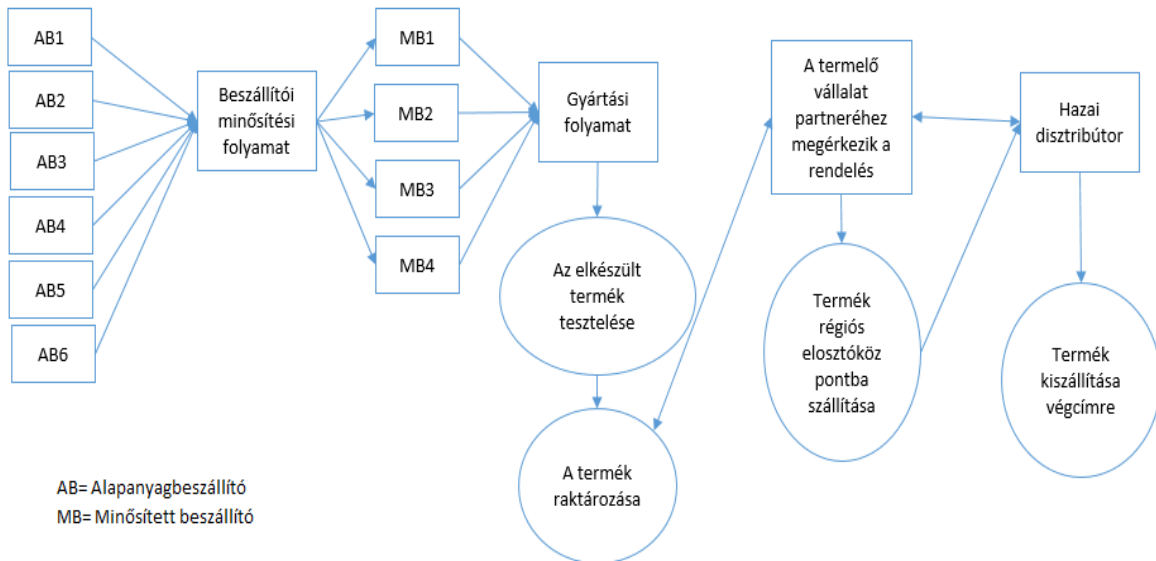 AB1
AB2
AB3
AB4
AB5
AB6
Beszállítói
minősítési
folyamat
MB1
MB2
MB3
MB4
Gyártási
folyamat
Az elkészült
termék
tesztelése
A termék
raktározása
A termelő
vállalat
partneréhez
megérkezik a
rendelés
Termék
régiós
elosztóköz
pontba
szállítása
Hazai
disztribútor
Termék
kiszállítása
végcímre
AB= Alapanyagbeszállító
MB= Minősített beszállító